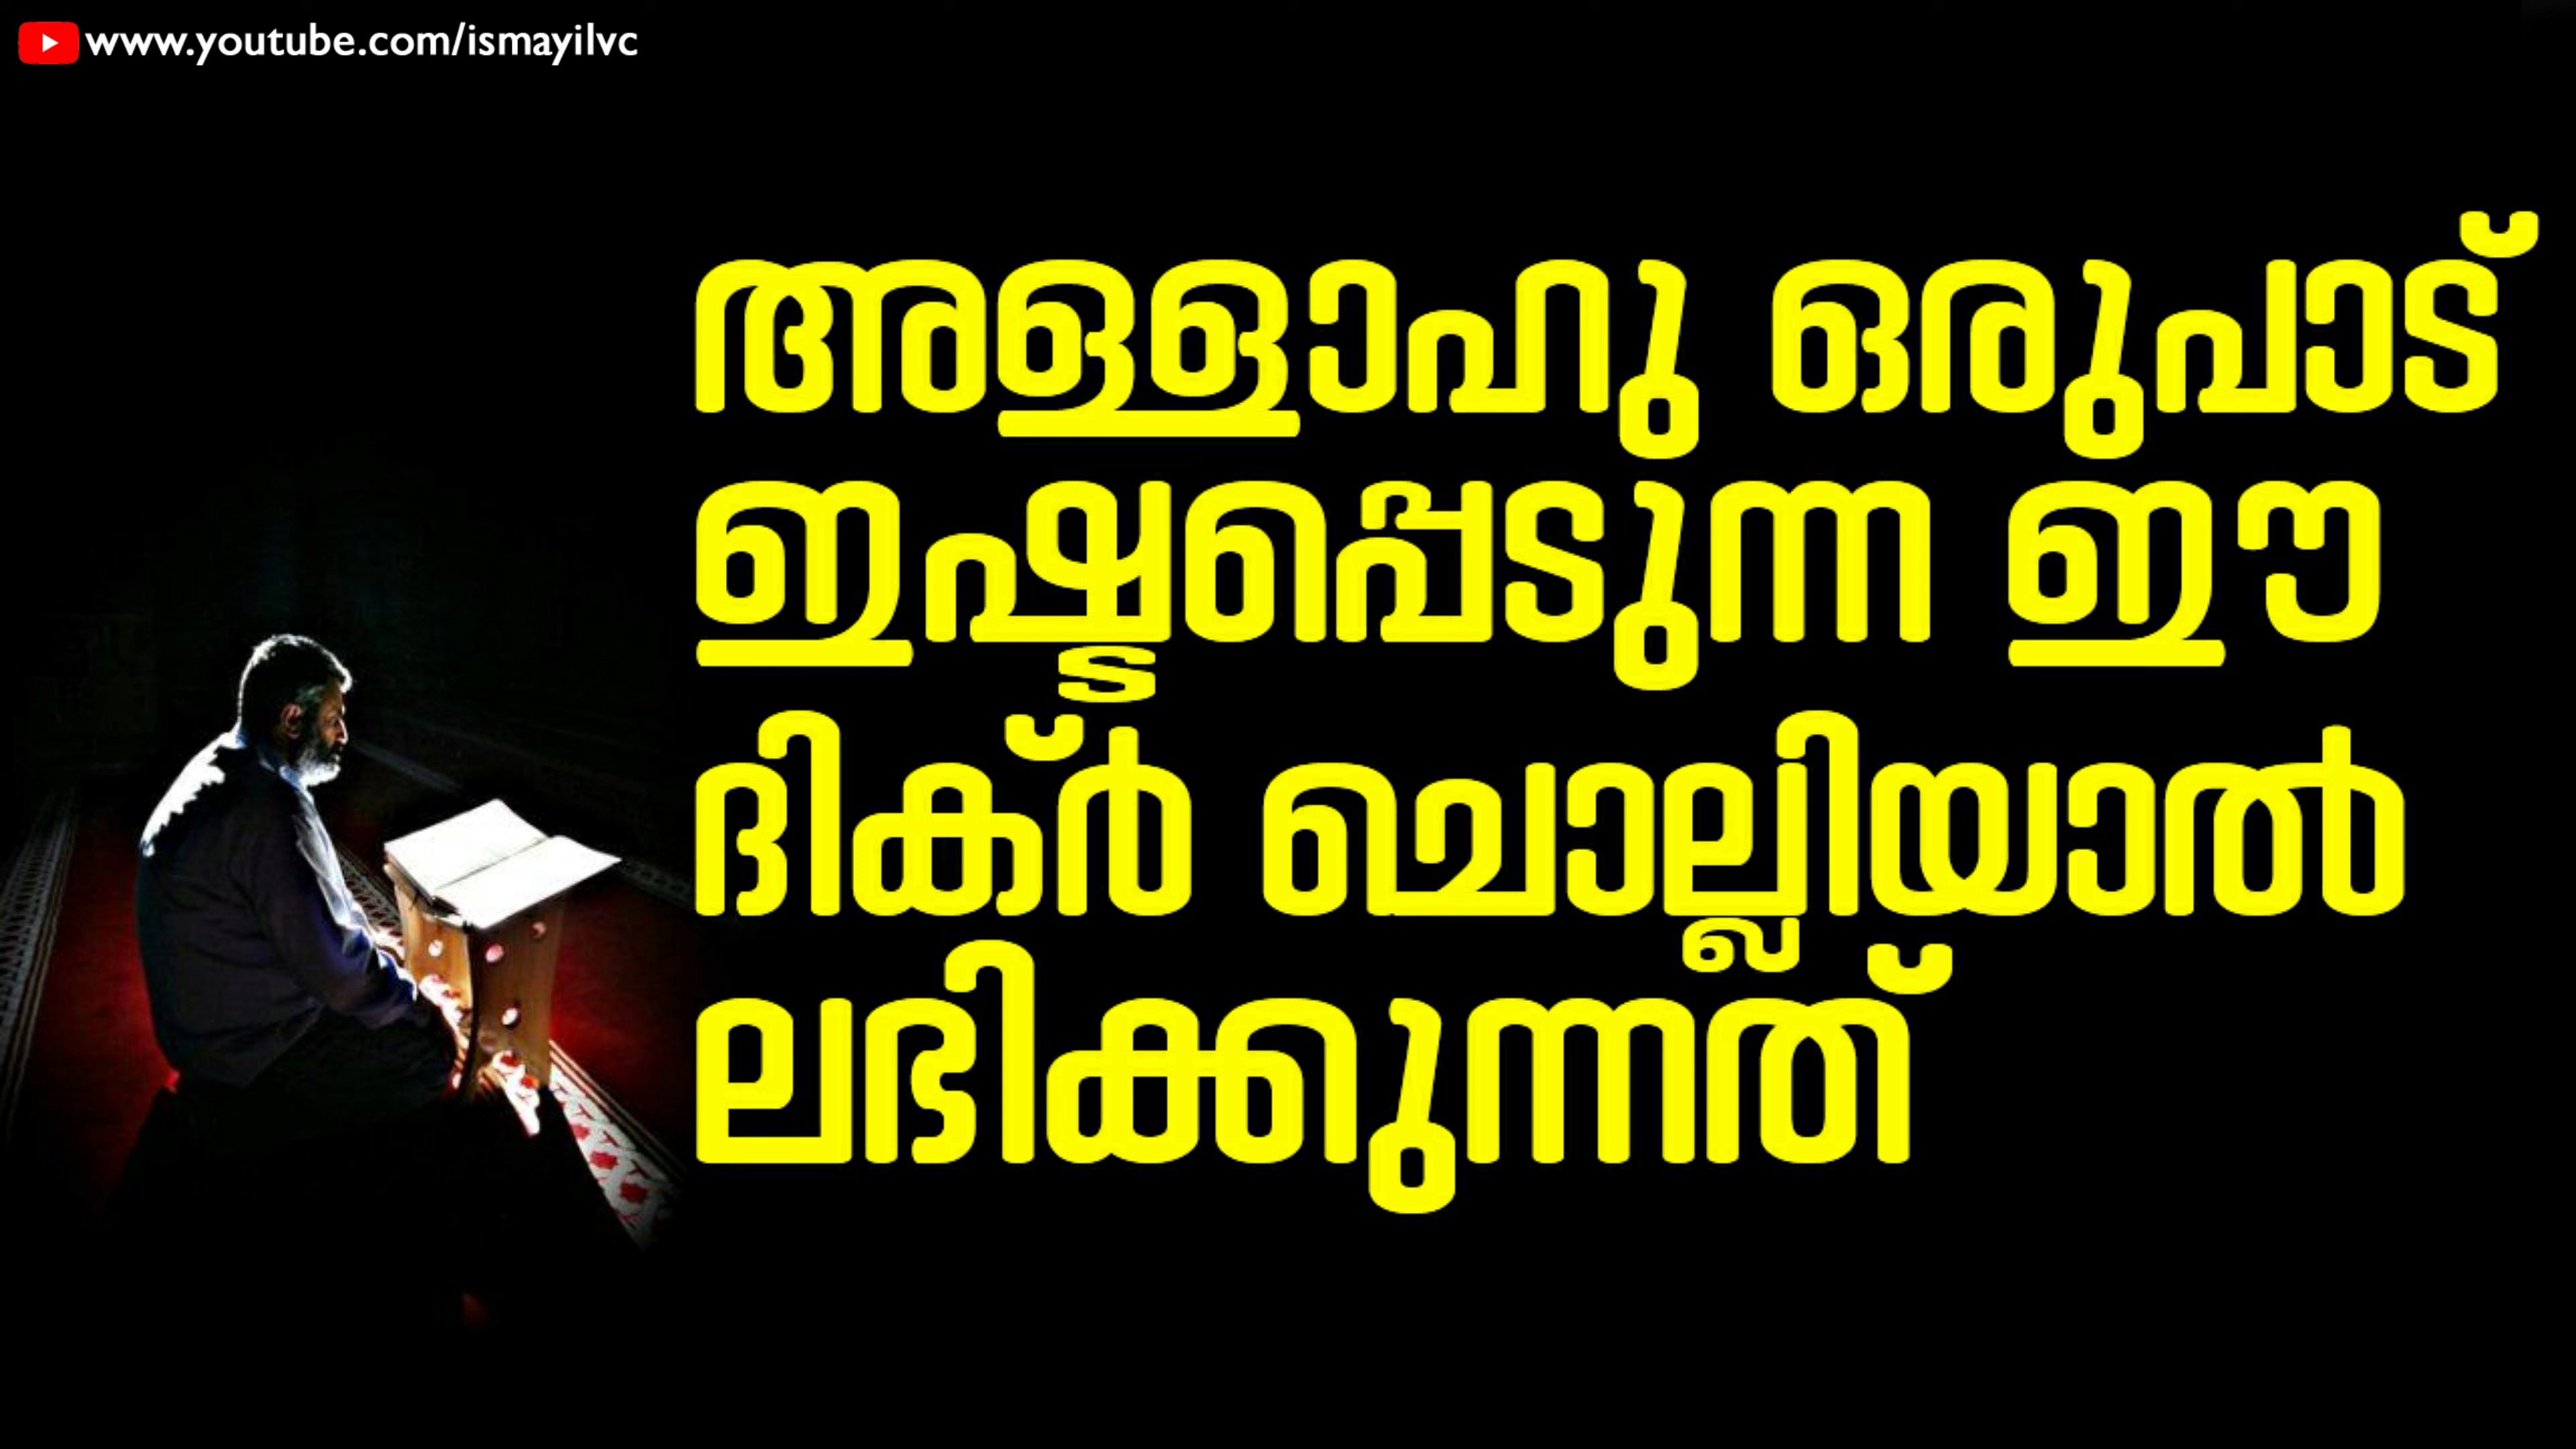 www.youtube.com/ismayilvc
അള്ളാഹു ഒരുപാട്
ഇഷ്ടപ്പെടുന്ന ഈ
ദിക്ർ ചൊല്ലിയാൽ
ലഭിക്കുന്നത്